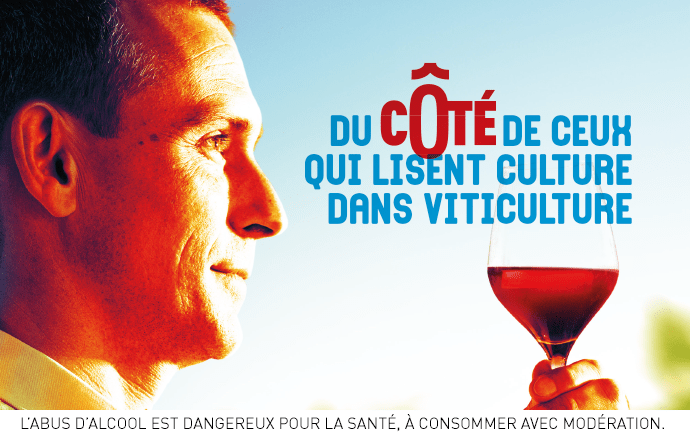 DU CÔTÉ DE CEUX
QUI LISENT CULTURE
DANS VITICULTURE
L'ABUS D'ALCOOL EST DANGEREUX POUR LA SANTÉ, À CONSOMMER AVEC MODÉRATION.